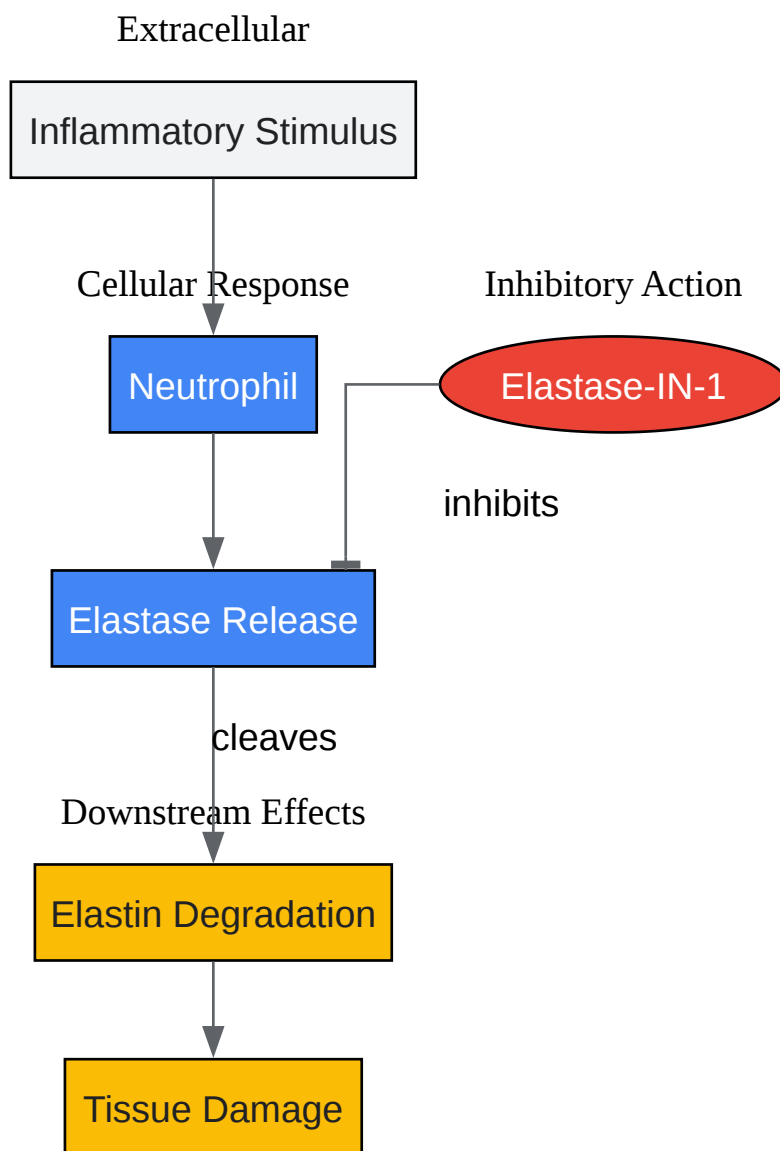 Extracellular
Inflammatory Stimulus
Cellular Response
Inhibitory Action
Neutrophil
Elastase-IN-1
inhibits
Elastase Release
cleaves
Downstream Effects
Elastin Degradation
Tissue Damage